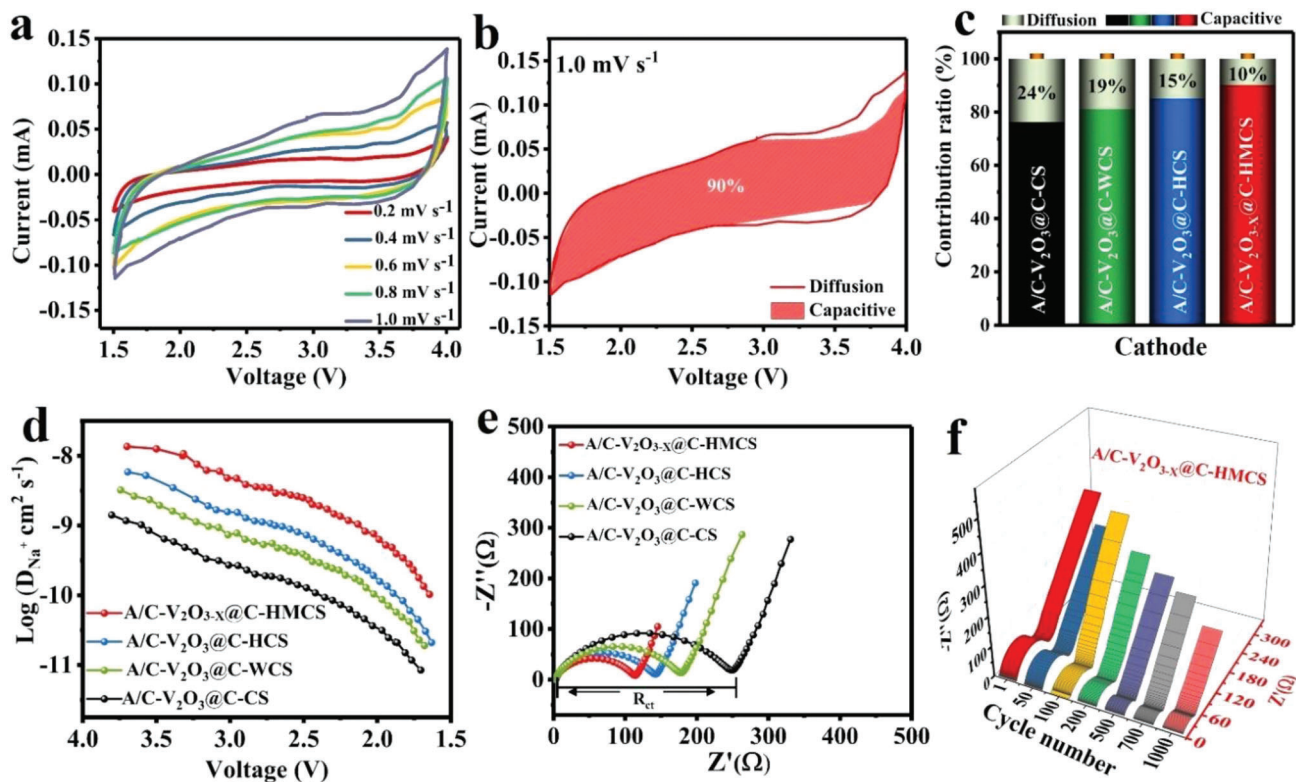 a
0.15
0.10
0.05
0.00
-0.05
-0.10
-0.15
Current (mA)
0.2 mV s⁻¹
0.4 mV s⁻¹
0.6 mV s⁻¹
0.8 mV s⁻¹
1.0 mV s⁻¹
1.5 2.0 2.5 3.0 3.5 4.0
Voltage (V)
b
0.15
0.10
0.05
0.00
-0.05
-0.10
-0.15
Current (mA)
1.0 mV s⁻¹
90%
Diffusion
Capacitive
1.5 2.0 2.5 3.0 3.5 4.0
Voltage (V)
c
Diffusion Capacitive
100
80
60
40
20
0
Contribution ratio (%)
24% 19% 15% 10%
A/C-V₂O₃@C-CS
A/C-V₂O₃@C-WCS
A/C-V₂O₃@C-HCS
A/C-V₂O₃₋ₓ@C-HMCS
Cathode
d
-8
-9
-10
-11
Log (D_Na⁺ cm² s⁻¹)
A/C-V₂O₃₋ₓ@C-HMCS
A/C-V₂O₃@C-HCS
A/C-V₂O₃@C-WCS
A/C-V₂O₃@C-CS
4.0 3.5 3.0 2.5 2.0 1.5
Voltage (V)
e
500
400
300
200
100
0
-Z''(Ω)
A/C-V₂O₃₋ₓ@C-HMCS
A/C-V₂O₃@C-HCS
A/C-V₂O₃@C-WCS
A/C-V₂O₃@C-CS
R_ct
0 100 200 300 400 500
Z'(Ω)
f
A/C-V₂O₃₋ₓ@C-HMCS
500
400
300
200
100
0
1 50 100 200 500 700 1000
Cycle number
300
240
180
120
60
0
Z'(Ω)